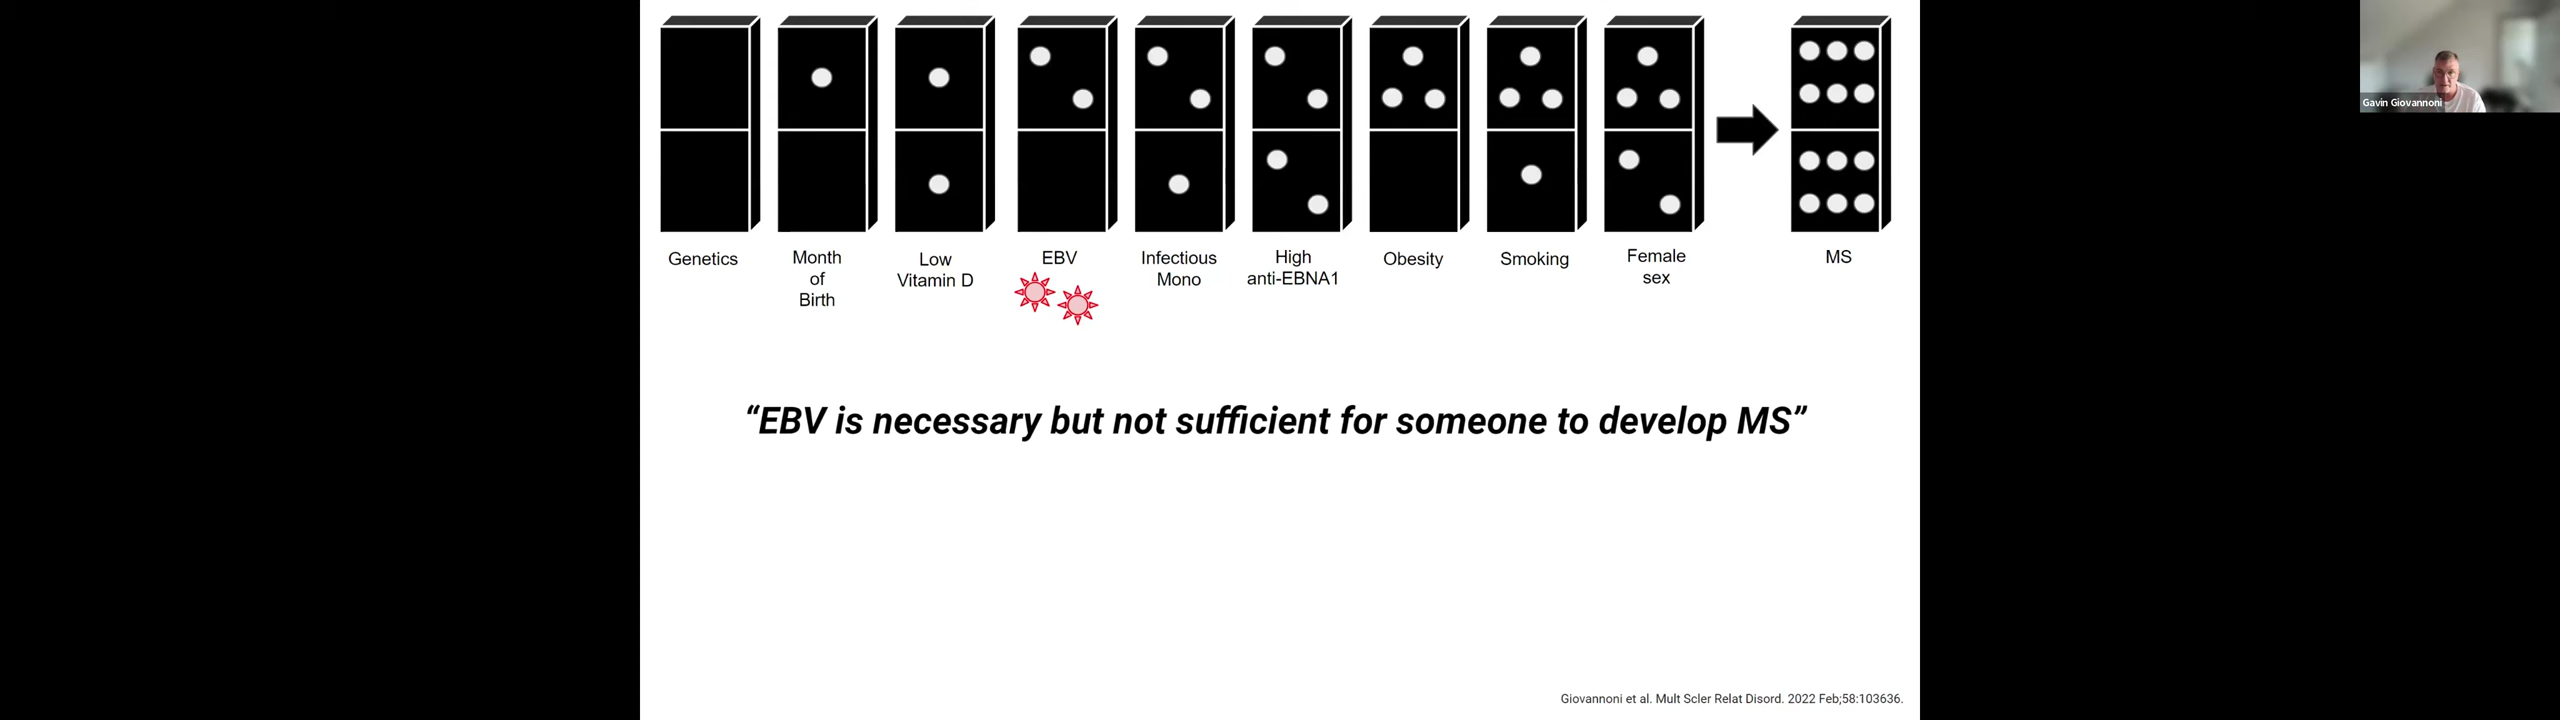 Genetics
Month
of
Birth
Low
Vitamin D
EBV
Infectious
Mono
High
anti-EBNA1
Obesity
Smoking
Female
sex
MS
Gavin Giovannoni
“EBV is necessary but not sufficient for someone to develop MS”
Giovannoni et al. Mult Scler Relat Disord. 2022 Feb;58:103636.